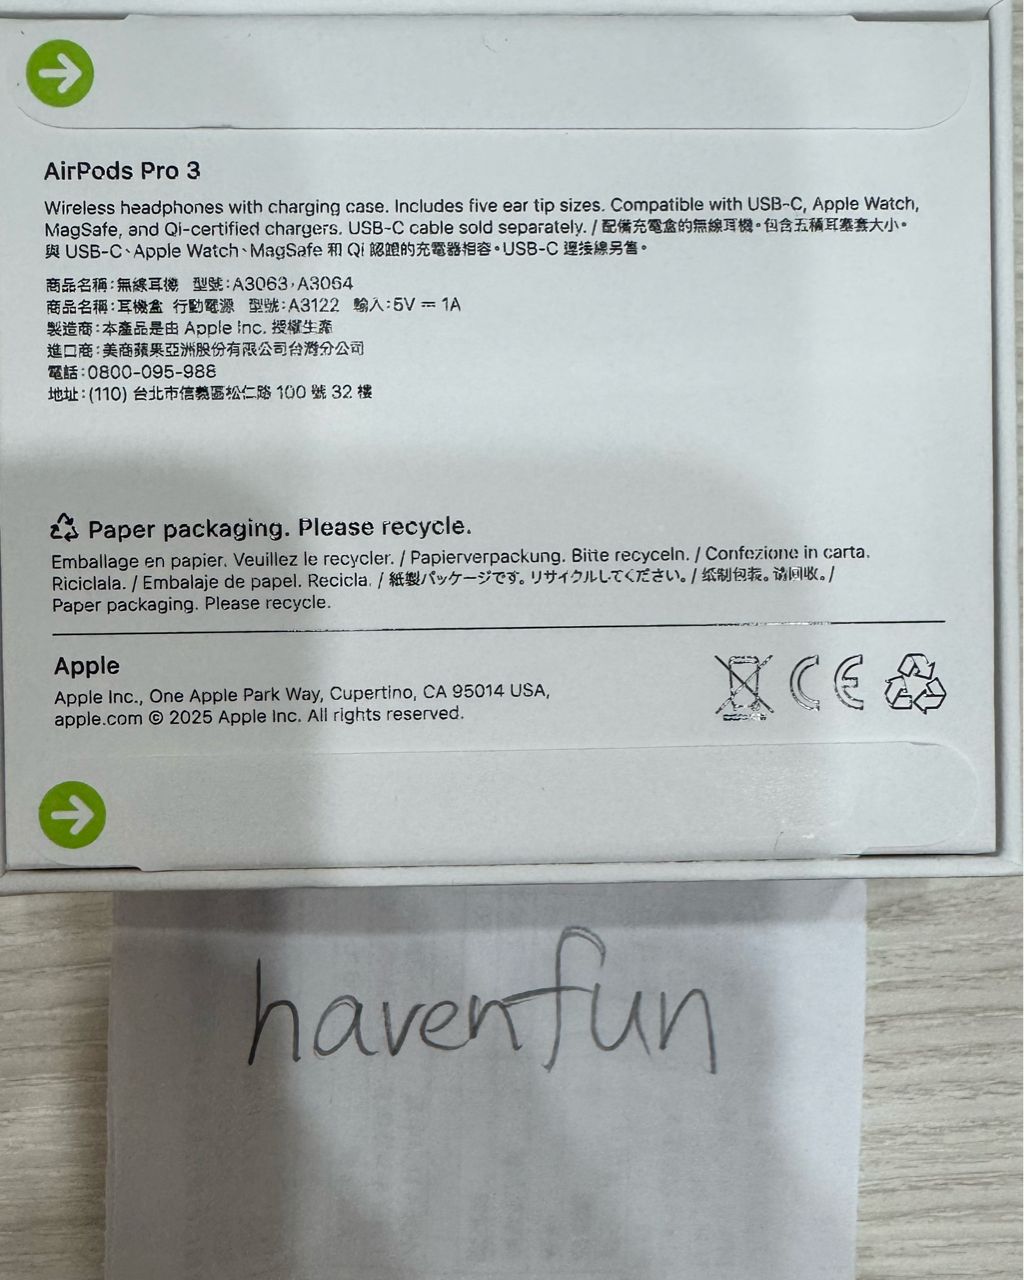 AirPods Pro 3
Wireless headphones with charging case. Includes five ear tip sizes. Compatible with USB-C, Apple Watch,
MagSafe, and Qi-certified chargers. USB-C cable sold separately. / 配備充電盒的無線耳機。包含五種耳塞套大小。
與 USB-C、Apple Watch、MagSafe 和 Qi 認證的充電器相容。USB-C 連接線另售。
商品名稱：無線耳機 型號：A3063，A3064
商品名稱：耳機盒 行動電源 型號：A3122 輸入：5V ⎓ 1A
製造商：本產品是由 Apple Inc. 授權生產
進口商：美商蘋果亞洲股份有限公司台灣分公司
電話：0800-095-988
地址：(110) 台北市信義區松仁路 100 號 32 樓
Paper packaging. Please recycle.
Emballage en papier. Veuillez le recycler. / Papierverpackung. Bitte recyceln. / Confezione in carta.
Riciclala. / Embalaje de papel. Recicla. / 紙製パッケージです。リサイクルしてください。/ 纸制包装。请回收。/
Paper packaging. Please recycle.
Apple
Apple Inc., One Apple Park Way, Cupertino, CA 95014 USA,
apple.com © 2025 Apple Inc. All rights reserved.
CE
havenfun